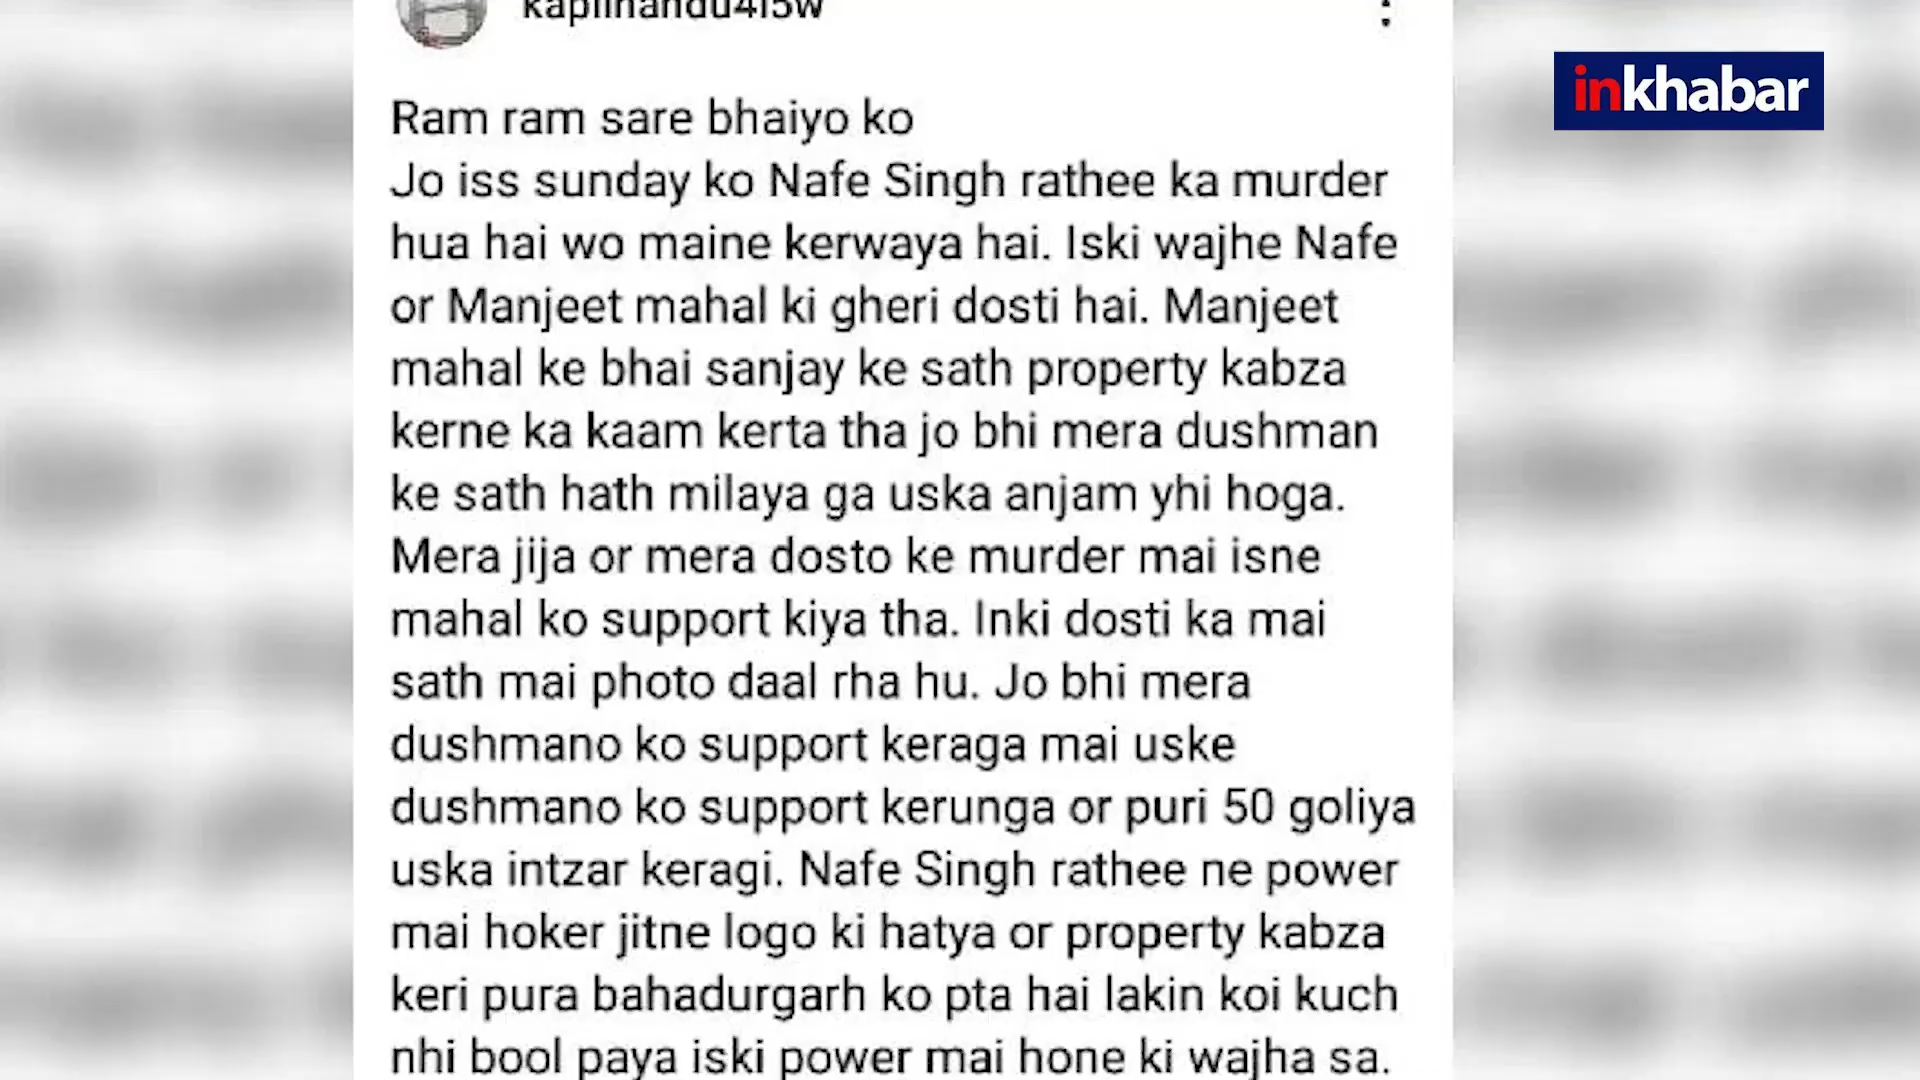 inkhabar
Ram ram sare bhaiyo ko
Jo iss sunday ko Nafe Singh rathee ka murder
hua hai wo maine kerwaya hai. Iski wajhe Nafe
or Manjeet mahal ki gheri dosti hai. Manjeet
mahal ke bhai sanjay ke sath property kabza
kerne ka kaam kerta tha jo bhi mera dushman
ke sath hath milaya ga uska anjam yhi hoga.
Mera jija or mera dosto ke murder mai isne
mahal ko support kiya tha. Inki dosti ka mai
sath mai photo daal rha hu. Jo bhi mera
dushmano ko support keraga mai uske
dushmano ko support kerunga or puri 50 goliya
uska intzar keragi. Nafe Singh rathee ne power
mai hoker jitne logo ki hatya or property kabza
keri pura bahadurgarh ko pta hai lakin koi kuch
nhi bool paya iski power mai hone ki wajha sa.